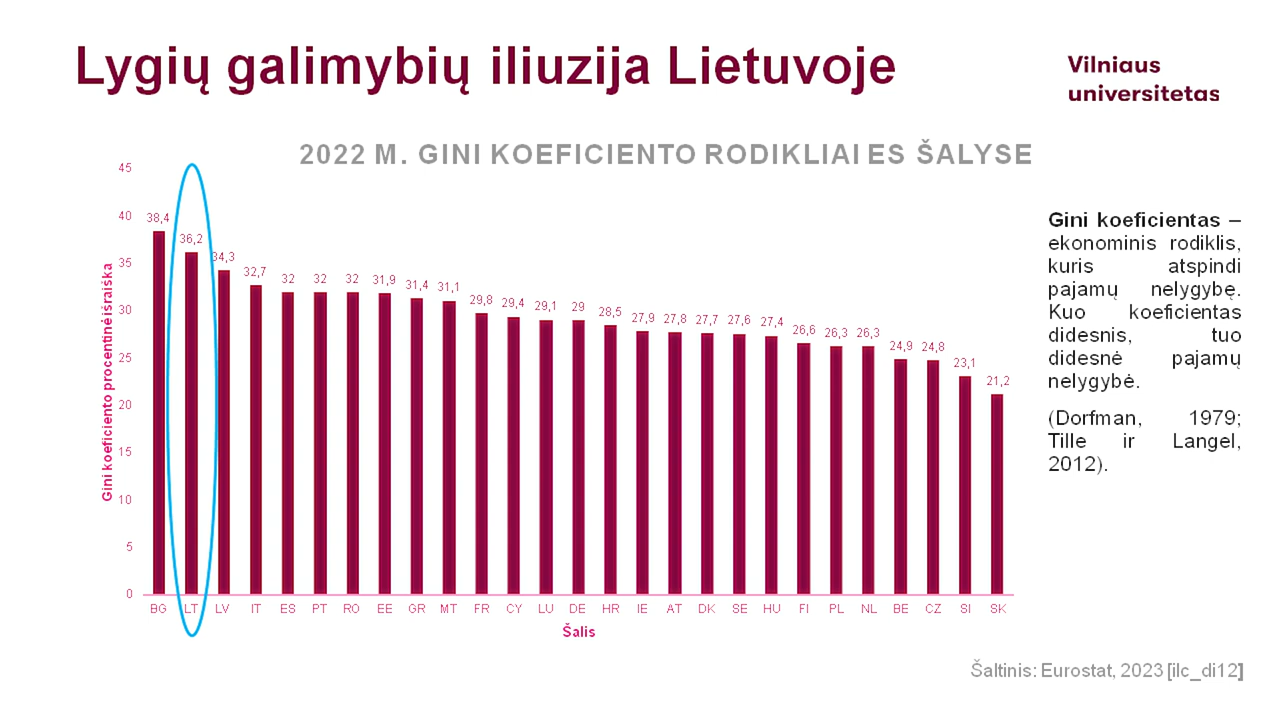 Lygių galimybių iliuzija Lietuvoje
Vilniaus
universitetas
2022 M. GINI KOEFICIENTO RODIKLIAI ES ŠALYSE
Gini koeficiento procentinė išraiška
45
40
35
30
25
20
15
10
5
0
38,4
36,2
34,3
32,7
32
32
32
31,9
31,4
31,1
29,8
29,4
29,1
29
28,5
27,9
27,8
27,7
27,6
27,4
26,6
26,3
26,3
24,9
24,8
23,1
21,2
BG LT LV IT ES PT RO EE GR MT FR CY LU DE HR IE AT DK SE HU FI PL NL BE CZ SI SK
Šalis
Gini koeficientas –
ekonominis rodiklis,
kuris atspindi
pajamų nelygybę.
Kuo koeficientas
didesnis, tuo
didesnė pajamų
nelygybė.
(Dorfman, 1979;
Tille ir Langel,
2012).
Šaltinis: Eurostat, 2023 [ilc_di12]